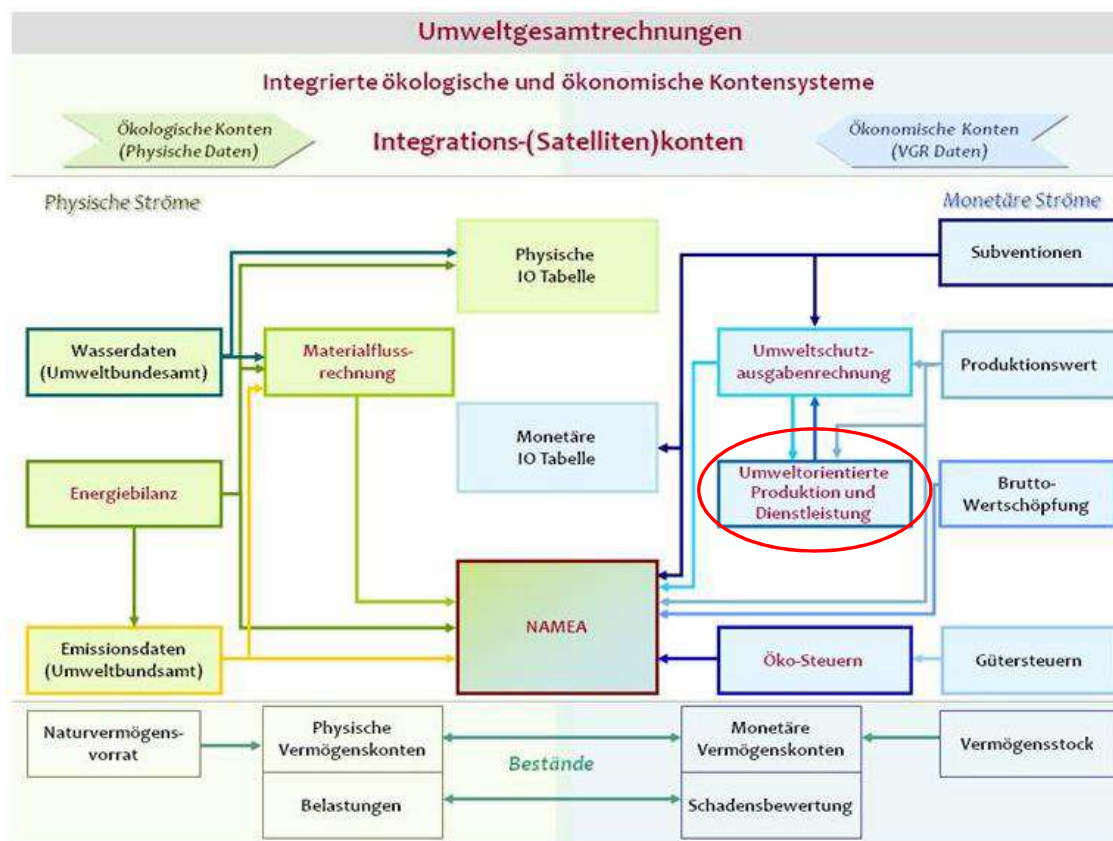 Umweltgesamtrechnungen
Integrierte ökologische und ökonomische Kontensysteme
Ökologische Konten
(Physische Daten)
Integrations-(Satelliten)konten
Ökonomische Konten
(VGR Daten)
Physische Ströme
Monetäre Ströme
Physische
IO Tabelle
Subventionen
Wasserdaten
(Umweltbundesamt)
Materialfluss-
rechnung
Umweltschutz-
ausgabenrechnung
Produktionswert
Monetäre
IO Tabelle
Energiebilanz
Umweltorientierte
Produktion und
Dienstleistung
Brutto-
Wertschöpfung
NAMEA
Emissionsdaten
(Umweltbundsamt)
Öko-Steuern
Gütersteuern
Naturvermögens-
vorrat
Physische
Vermögenskonten
Bestände
Monetäre
Vermögenskonten
Vermögensstock
Belastungen
Schadensbewertung